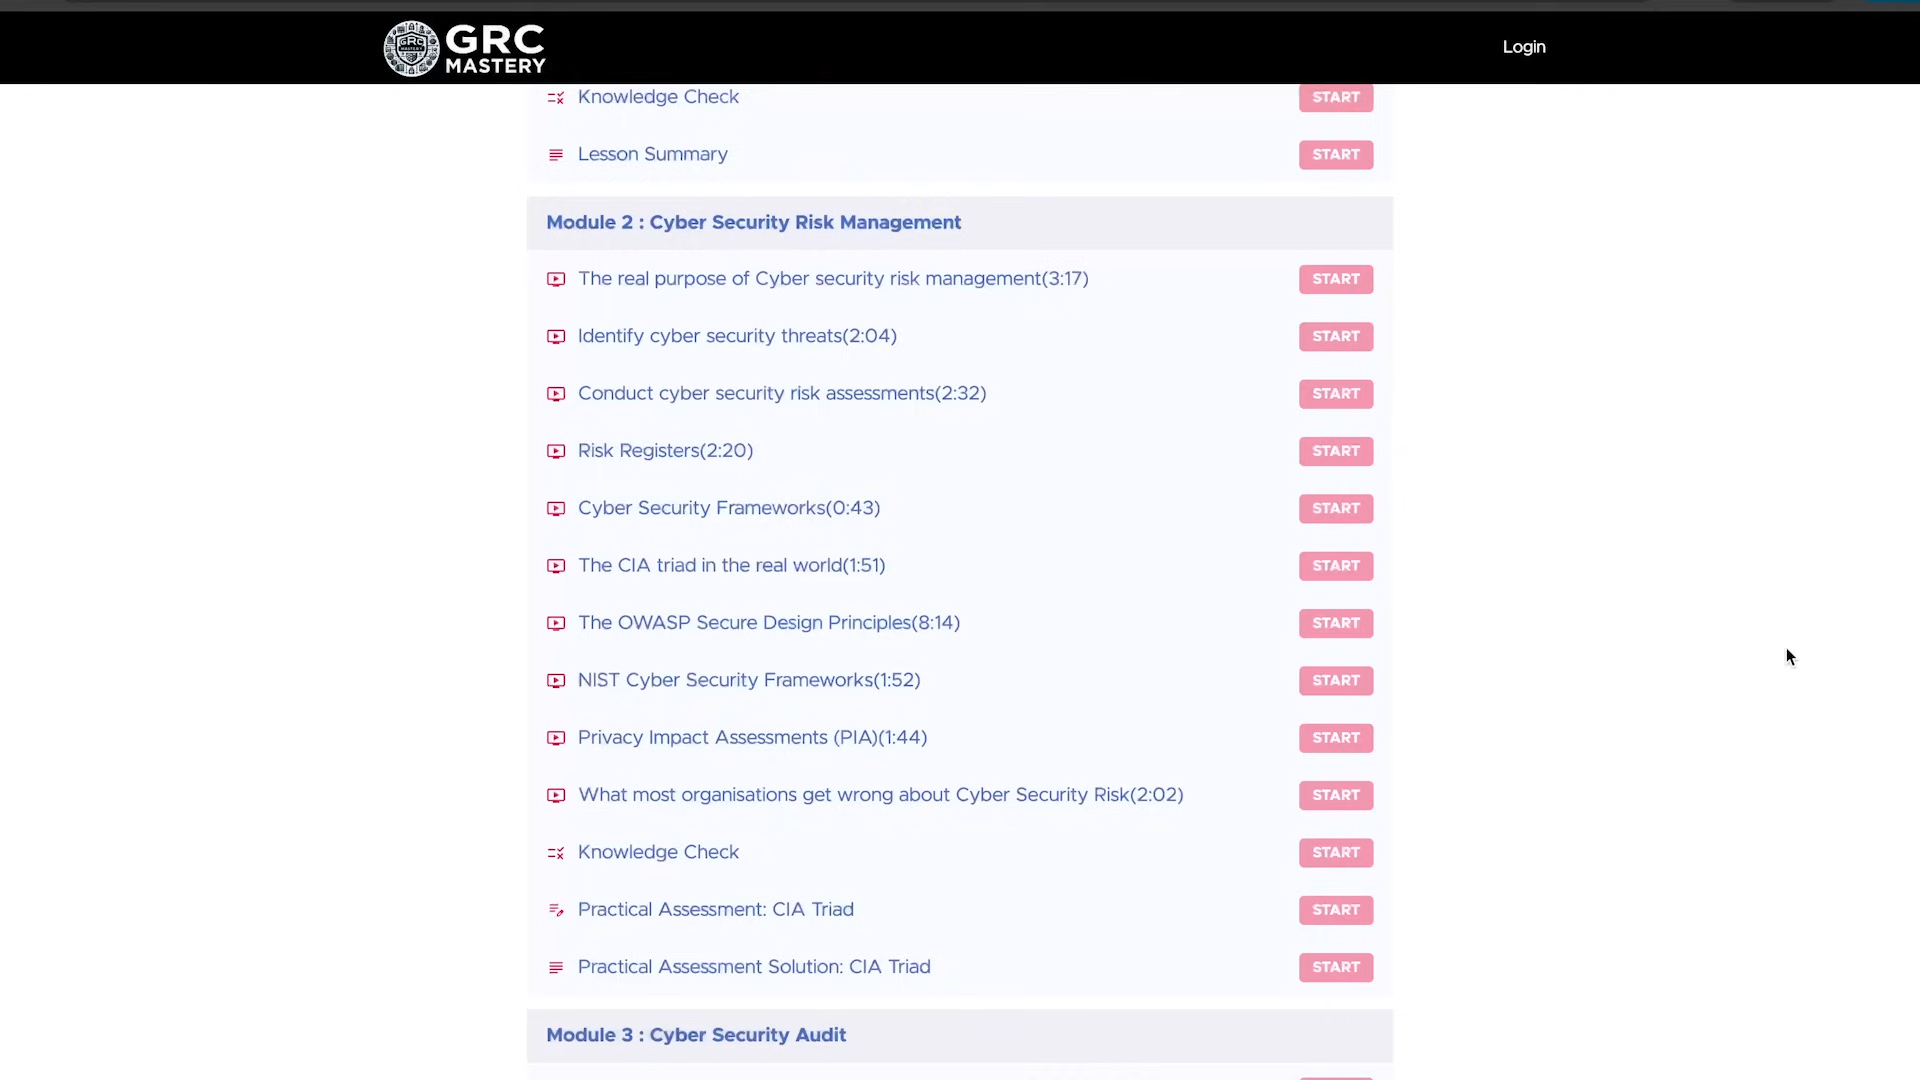 GRC
MASTERY
Login
Knowledge Check START
Lesson Summary START
Module 2 : Cyber Security Risk Management
The real purpose of Cyber security risk management(3:17) START
Identify cyber security threats(2:04) START
Conduct cyber security risk assessments(2:32) START
Risk Registers(2:20) START
Cyber Security Frameworks(0:43) START
The CIA triad in the real world(1:51) START
The OWASP Secure Design Principles(8:14) START
NIST Cyber Security Frameworks(1:52) START
Privacy Impact Assessments (PIA)(1:44) START
What most organisations get wrong about Cyber Security Risk(2:02) START
Knowledge Check START
Practical Assessment: CIA Triad START
Practical Assessment Solution: CIA Triad START
Module 3 : Cyber Security Audit